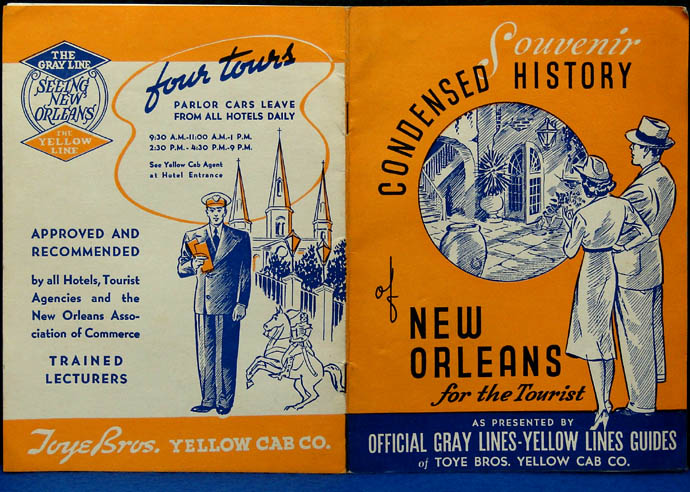 THE
GRAY LINE
"SEEING
NEW
ORLEANS"
THE
YELLOW
LINE
four tours
PARLOR CARS LEAVE
FROM ALL HOTELS DAILY
9:30 A.M.-11:00 A.M.-1 P.M.
2:30 P.M. - 4:30 P.M.-9 P.M.
See Yellow Cab Agent
at Hotel Entrance
APPROVED AND
RECOMMENDED
by all Hotels, Tourist
Agencies and the
New Orleans Asso-
ciation of Commerce
TRAINED
LECTURERS
Toye Bros. YELLOW CAB CO.
Souvenir
CONDENSED HISTORY
of
NEW
ORLEANS
for the Tourist
AS PRESENTED BY
OFFICIAL GRAY LINES-YELLOW LINES GUIDES
of TOYE BROS. YELLOW CAB CO.